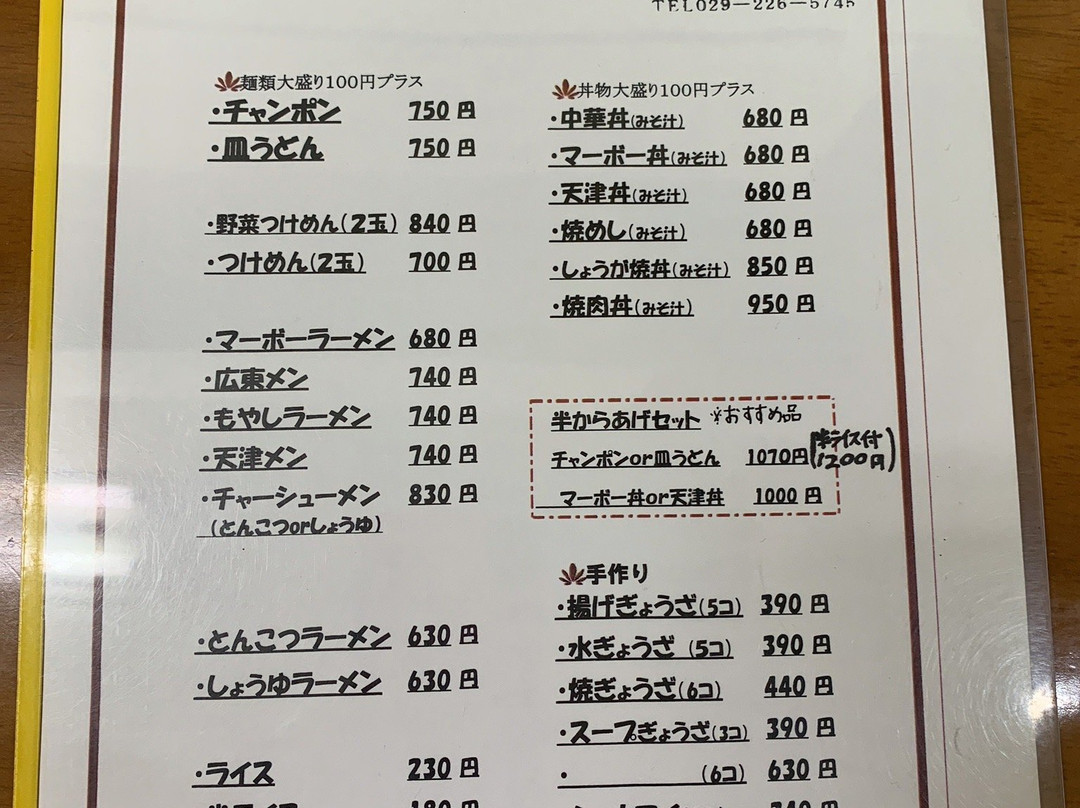 TEL029-226-5745
麺類大盛り100円プラス
・チャンポン 750円
・皿うどん 750円
・野菜つけめん(2玉) 840円
・つけめん(2玉) 700円
・マーボーラーメン 680円
・広東メン 740円
・もやしラーメン 740円
・天津メン 740円
・チャーシューメン 830円
(とんこつorしょうゆ)
・とんこつラーメン 630円
・しょうゆラーメン 630円
・ライス 230円
丼物大盛り100円プラス
・中華丼(みそ汁) 680円
・マーボー丼(みそ汁) 680円
・天津丼(みそ汁) 680円
・焼めし(みそ汁) 680円
・しょうが焼丼(みそ汁) 850円
・焼肉丼(みそ汁) 950円
半からあげセット ※おすすめ品
チャンポンor皿うどん 1070円(半ライス付
1200円)
マーボー丼or天津丼 1000円
手作り
・揚げぎょうざ(5コ) 390円
・水ぎょうざ(5コ) 390円
・焼ぎょうざ(6コ) 440円
・スープぎょうざ(3コ) 390円
・(6コ) 630円